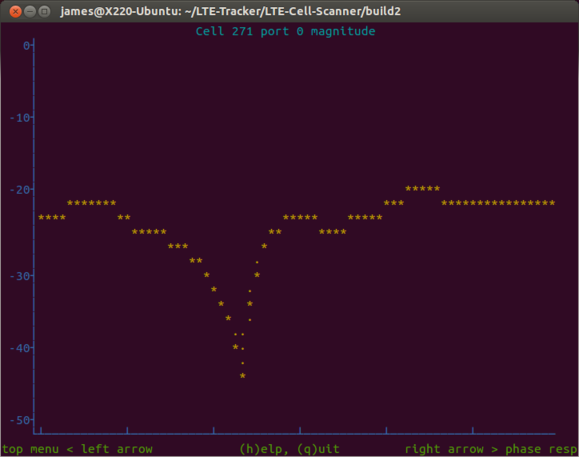 james@X220-Ubuntu: ~/LTE-Tracker/LTE-Cell-Scanner/build2
Cell 271 port 0 magnitude
0
-10
-20
-30
-40
-50
top menu < left arrow (h)elp, (q)uit right arrow > phase resp